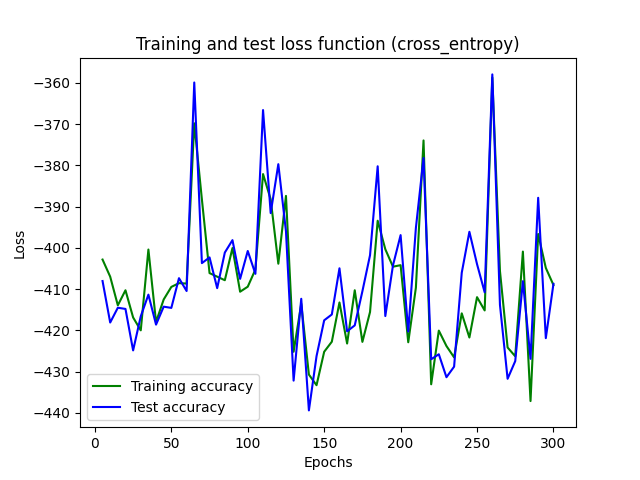 Training and test loss function (cross_entropy)
−360
−370
−380
−390
−400
−410
−420
−430
−440
Loss
Training accuracy
Test accuracy
0 50 100 150 200 250 300
Epochs